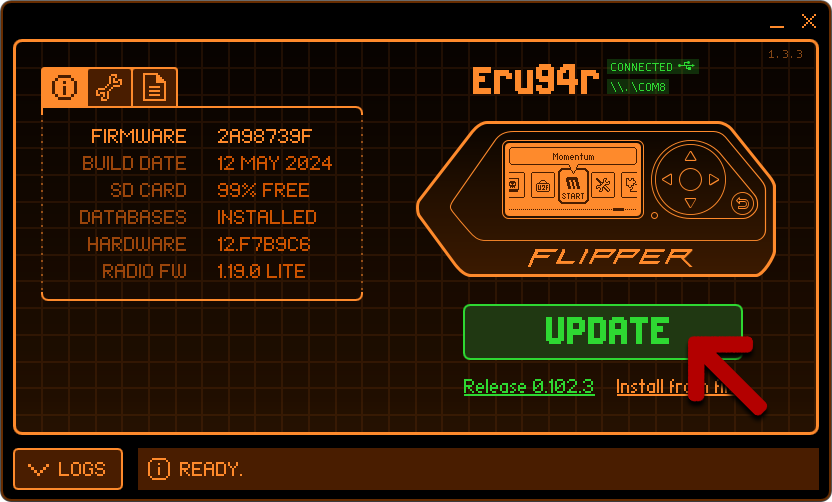 1.3.3
Eru94r
CONNECTED
\\.\COM8
FIRMWARE 2A98739F
BUILD DATE 12 MAY 2024
SD CARD 99% FREE
DATABASES INSTALLED
HARDWARE 12.F7B9C6
RADIO FW 1.19.0 LITE
Momentum
U2F
START
FLIPPER
UPDATE
Release 0.102.3 Install from
LOGS
READY.